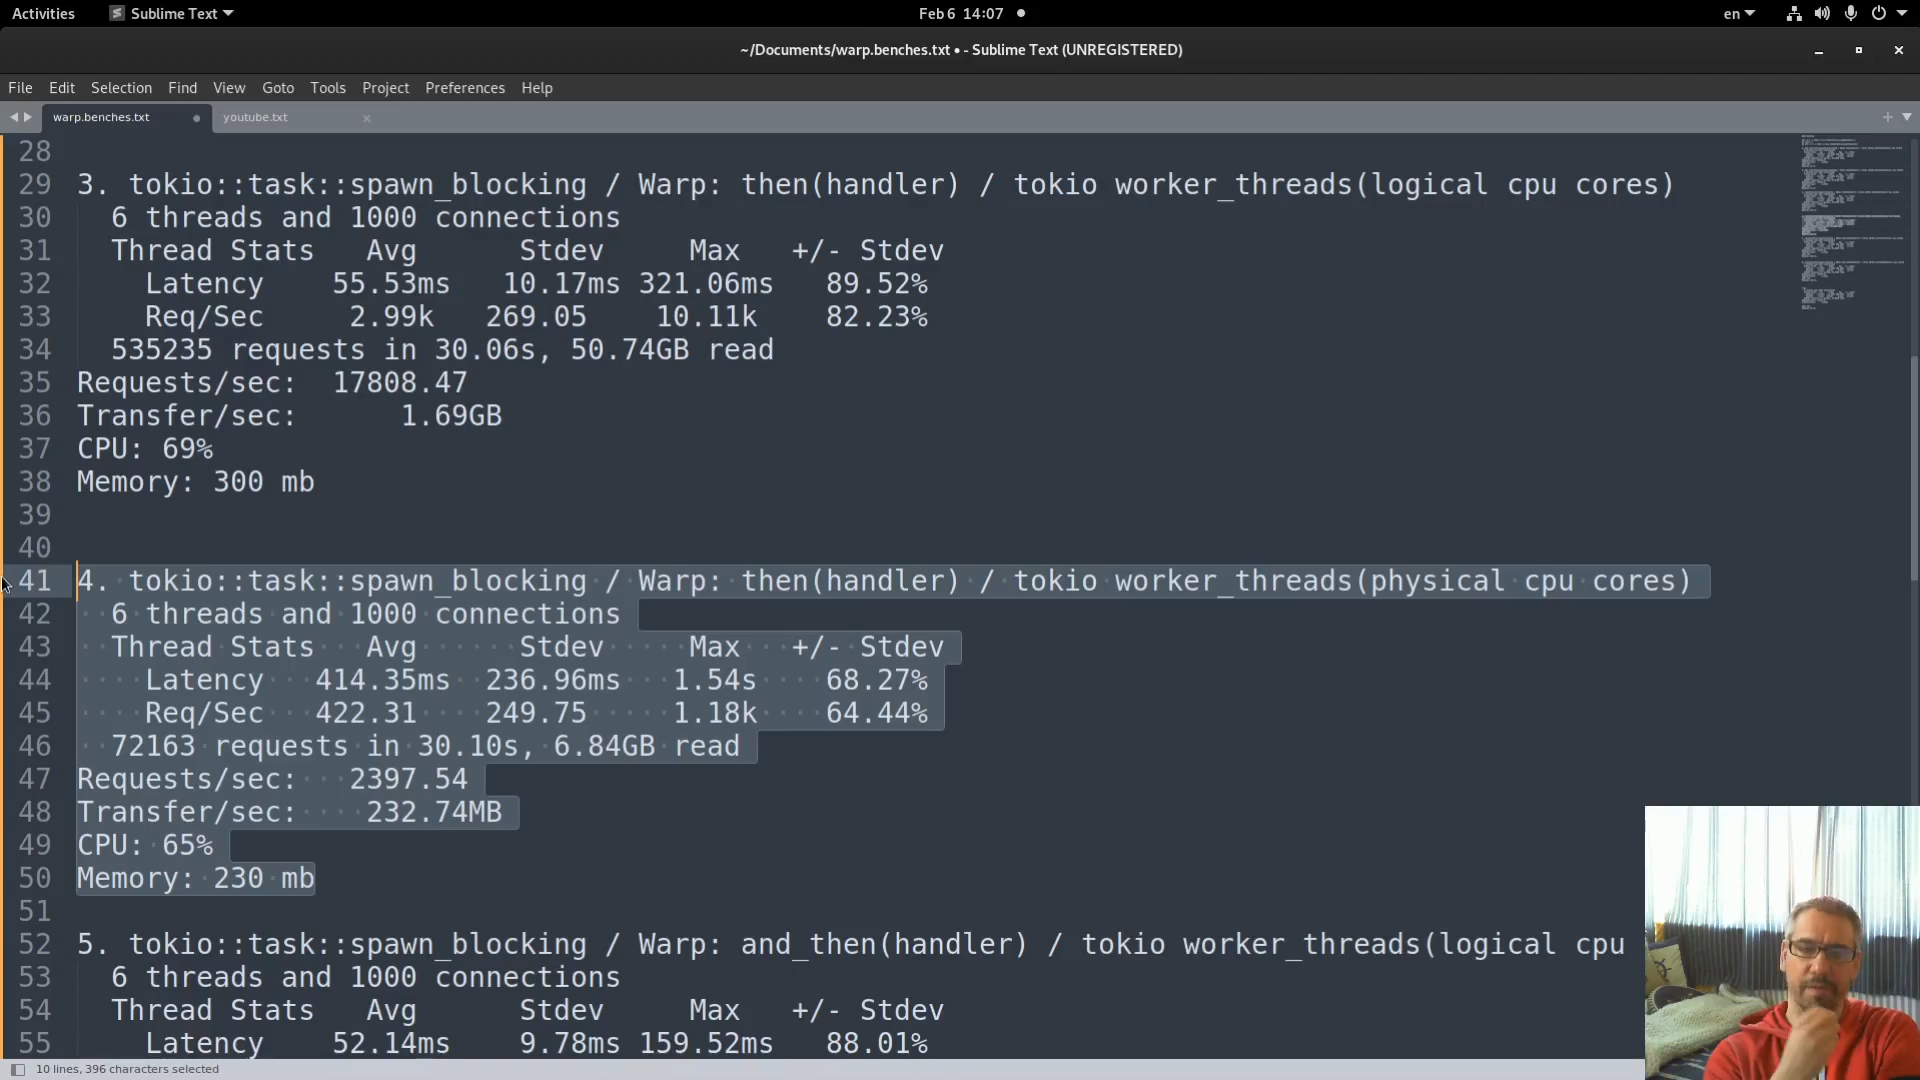 Activities Sublime Text Feb 6 14:07 en
~/Documents/warp.benches.txt • - Sublime Text (UNREGISTERED)
File Edit Selection Find View Goto Tools Project Preferences Help
warp.benches.txt youtube.txt
28
29 3. tokio::task::spawn_blocking / Warp: then(handler) / tokio worker_threads(logical cpu cores)
30 6 threads and 1000 connections
31 Thread Stats Avg Stdev Max +/- Stdev
32 Latency 55.53ms 10.17ms 321.06ms 89.52%
33 Req/Sec 2.99k 269.05 10.11k 82.23%
34 535235 requests in 30.06s, 50.74GB read
35 Requests/sec: 17808.47
36 Transfer/sec: 1.69GB
37 CPU: 69%
38 Memory: 300 mb
39
40
41 4. tokio::task::spawn_blocking / Warp: then(handler) / tokio worker_threads(physical cpu cores)
42 6 threads and 1000 connections
43 Thread Stats Avg Stdev Max +/- Stdev
44 Latency 414.35ms 236.96ms 1.54s 68.27%
45 Req/Sec 422.31 249.75 1.18k 64.44%
46 72163 requests in 30.10s, 6.84GB read
47 Requests/sec: 2397.54
48 Transfer/sec: 232.74MB
49 CPU: 65%
50 Memory: 230 mb
51
52 5. tokio::task::spawn_blocking / Warp: and_then(handler) / tokio worker_threads(logical cpu
53 6 threads and 1000 connections
54 Thread Stats Avg Stdev Max +/- Stdev
55 Latency 52.14ms 9.78ms 159.52ms 88.01%
10 lines, 396 characters selected